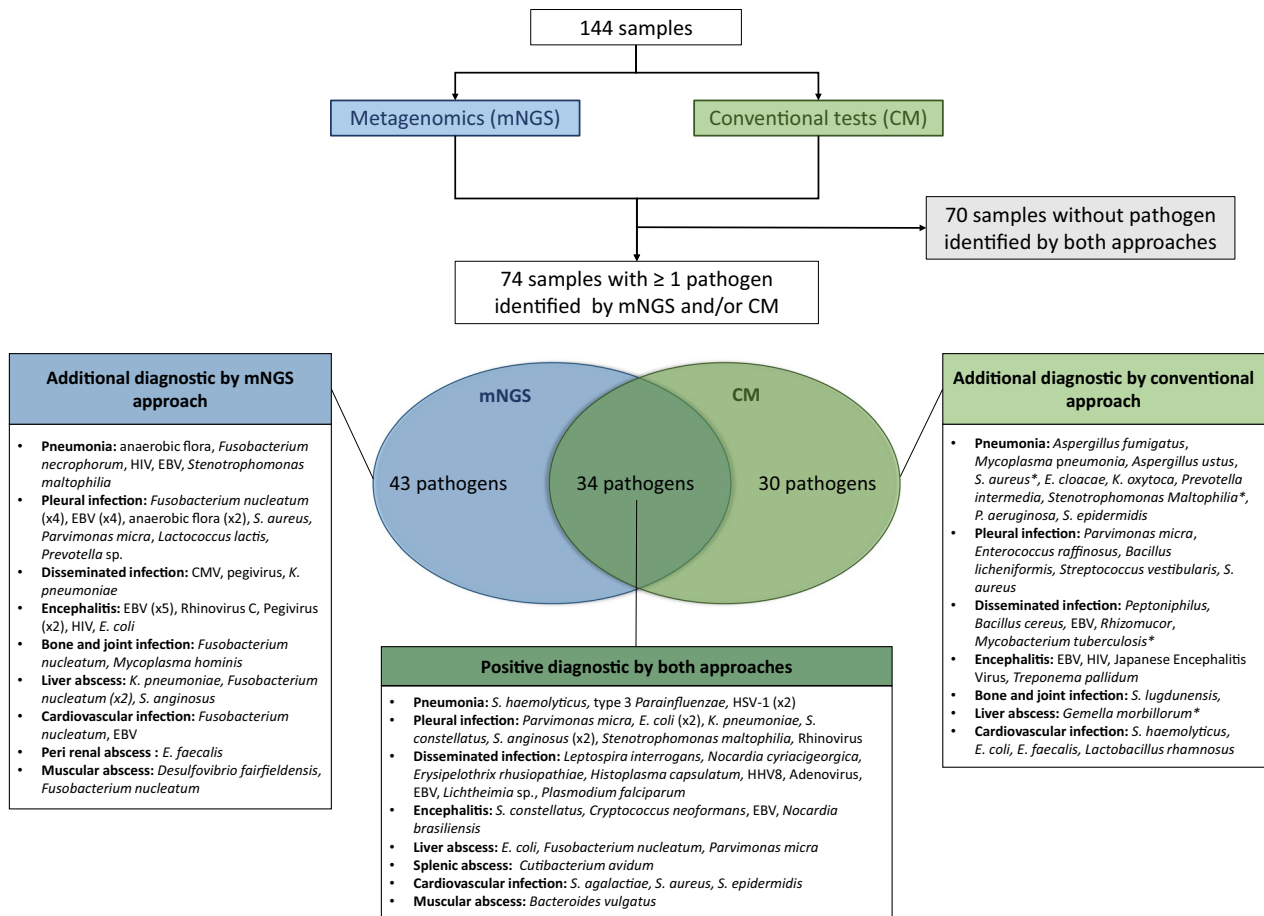 144 samples
Metagenomics (mNGS)
Conventional tests (CM)
70 samples without pathogen
identified by both approaches
74 samples with ≥ 1 pathogen
identified by mNGS and/or CM
Additional diagnostic by mNGS
approach
• Pneumonia: anaerobic flora, Fusobacterium
necrophorum, HIV, EBV, Stenotrophomonas
maltophilia
• Pleural infection: Fusobacterium nucleatum
(x4), EBV (x4), anaerobic flora (x2), S. aureus,
Parvimonas micra, Lactococcus lactis,
Prevotella sp.
• Disseminated infection: CMV, pegivirus, K.
pneumoniae
• Encephalitis: EBV (x5), Rhinovirus C, Pegivirus
(x2), HIV, E. coli
• Bone and joint infection: Fusobacterium
nucleatum, Mycoplasma hominis
• Liver abscess: K. pneumoniae, Fusobacterium
nucleatum (x2), S. anginosus
• Cardiovascular infection: Fusobacterium
nucleatum, EBV
• Peri renal abscess : E. faecalis
• Muscular abscess: Desulfovibrio fairfieldensis,
Fusobacterium nucleatum
mNGS
CM
43 pathogens
34 pathogens
30 pathogens
Additional diagnostic by conventional
approach
• Pneumonia: Aspergillus fumigatus,
Mycoplasma pneumonia, Aspergillus ustus,
S. aureus*, E. cloacae, K. oxytoca, Prevotella
intermedia, Stenotrophomonas Maltophilia*,
P. aeruginosa, S. epidermidis
• Pleural infection: Parvimonas micra,
Enterococcus raffinosus, Bacillus
licheniformis, Streptococcus vestibularis, S.
aureus
• Disseminated infection: Peptoniphilus,
Bacillus cereus, EBV, Rhizomucor,
Mycobacterium tuberculosis*
• Encephalitis: EBV, HIV, Japanese Encephalitis
Virus, Treponema pallidum
• Bone and joint infection: S. lugdunensis,
• Liver abscess: Gemella morbillorum*
• Cardiovascular infection: S. haemolyticus,
E. coli, E. faecalis, Lactobacillus rhamnosus
Positive diagnostic by both approaches
• Pneumonia: S. haemolyticus, type 3 Parainfluenzae, HSV-1 (x2)
• Pleural infection: Parvimonas micra, E. coli (x2), K. pneumoniae, S.
constellatus, S. anginosus (x2), Stenotrophomonas maltophilia, Rhinovirus
• Disseminated infection: Leptospira interrogans, Nocardia cyriacigeorgica,
Erysipelothrix rhusiopathiae, Histoplasma capsulatum, HHV8, Adenovirus,
EBV, Lichtheimia sp., Plasmodium falciparum
• Encephalitis: S. constellatus, Cryptococcus neoformans, EBV, Nocardia
brasiliensis
• Liver abscess: E. coli, Fusobacterium nucleatum, Parvimonas micra
• Splenic abscess: Cutibacterium avidum
• Cardiovascular infection: S. agalactiae, S. aureus, S. epidermidis
• Muscular abscess: Bacteroides vulgatus